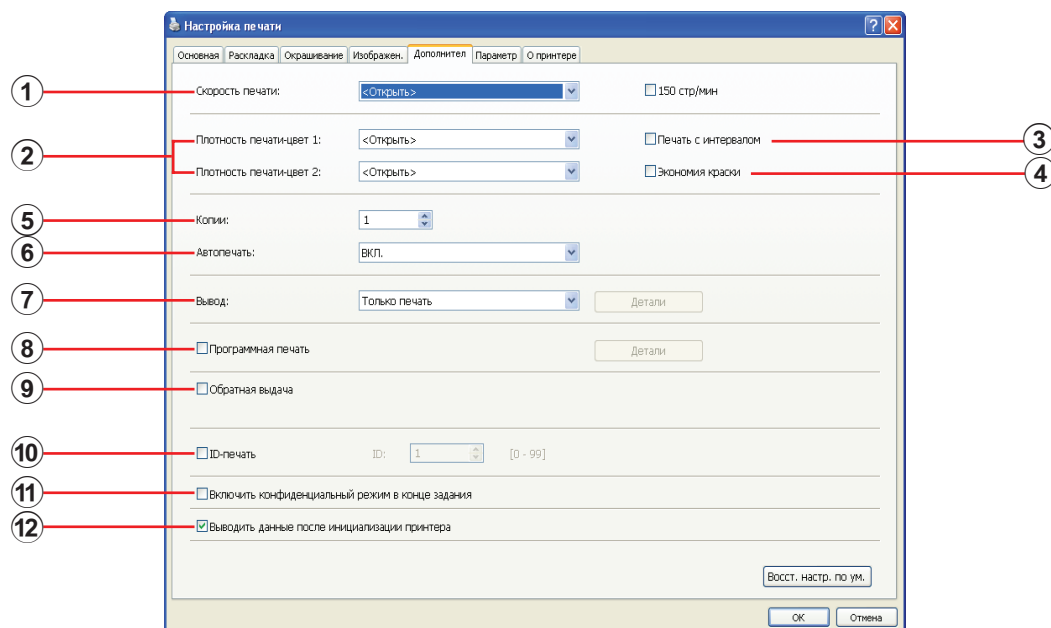 Настройка печати
Основная Раскладка Окрашивание Изображен. Дополнител Параметр О принтере
1 Скорость печати: <Открыть> 150 стр/мин
2 Плотность печати-цвет 1: <Открыть> Печать с интервалом 3
Плотность печати-цвет 2: <Открыть> Экономия краски 4
5 Копии: 1
6 Автопечать: ВКЛ.
7 Вывод: Только печать Детали
8 Программная печать Детали
9 Обратная выдача
10 ID-печать ID: 1 [0 - 99]
11 Включить конфиденциальный режим в конце задания
12 Выводить данные после инициализации принтера
Восст. настр. по ум.
OK Отмена